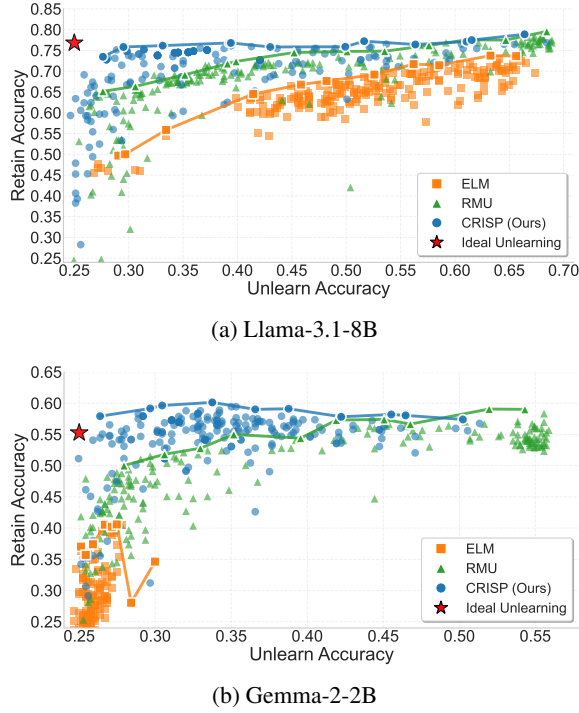 0.85
0.80
0.75
0.70
0.65
0.60
0.55
0.50
0.45
0.40
0.35
0.30
0.25
Retain Accuracy
ELM
RMU
CRISP (Ours)
Ideal Unlearning
0.25 0.30 0.35 0.40 0.45 0.50 0.55 0.60 0.65 0.70
Unlearn Accuracy
(a) Llama-3.1-8B
0.65
0.60
0.55
0.50
0.45
0.40
0.35
0.30
0.25
Retain Accuracy
ELM
RMU
CRISP (Ours)
Ideal Unlearning
0.25 0.30 0.35 0.40 0.45 0.50 0.55
Unlearn Accuracy
(b) Gemma-2-2B